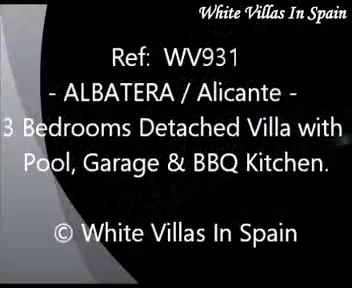 White Villas In Spain
Ref:  WV931
- ALBATERA / Alicante -
3 Bedrooms Detached Villa with
Pool, Garage & BBQ Kitchen.
© White Villas In Spain